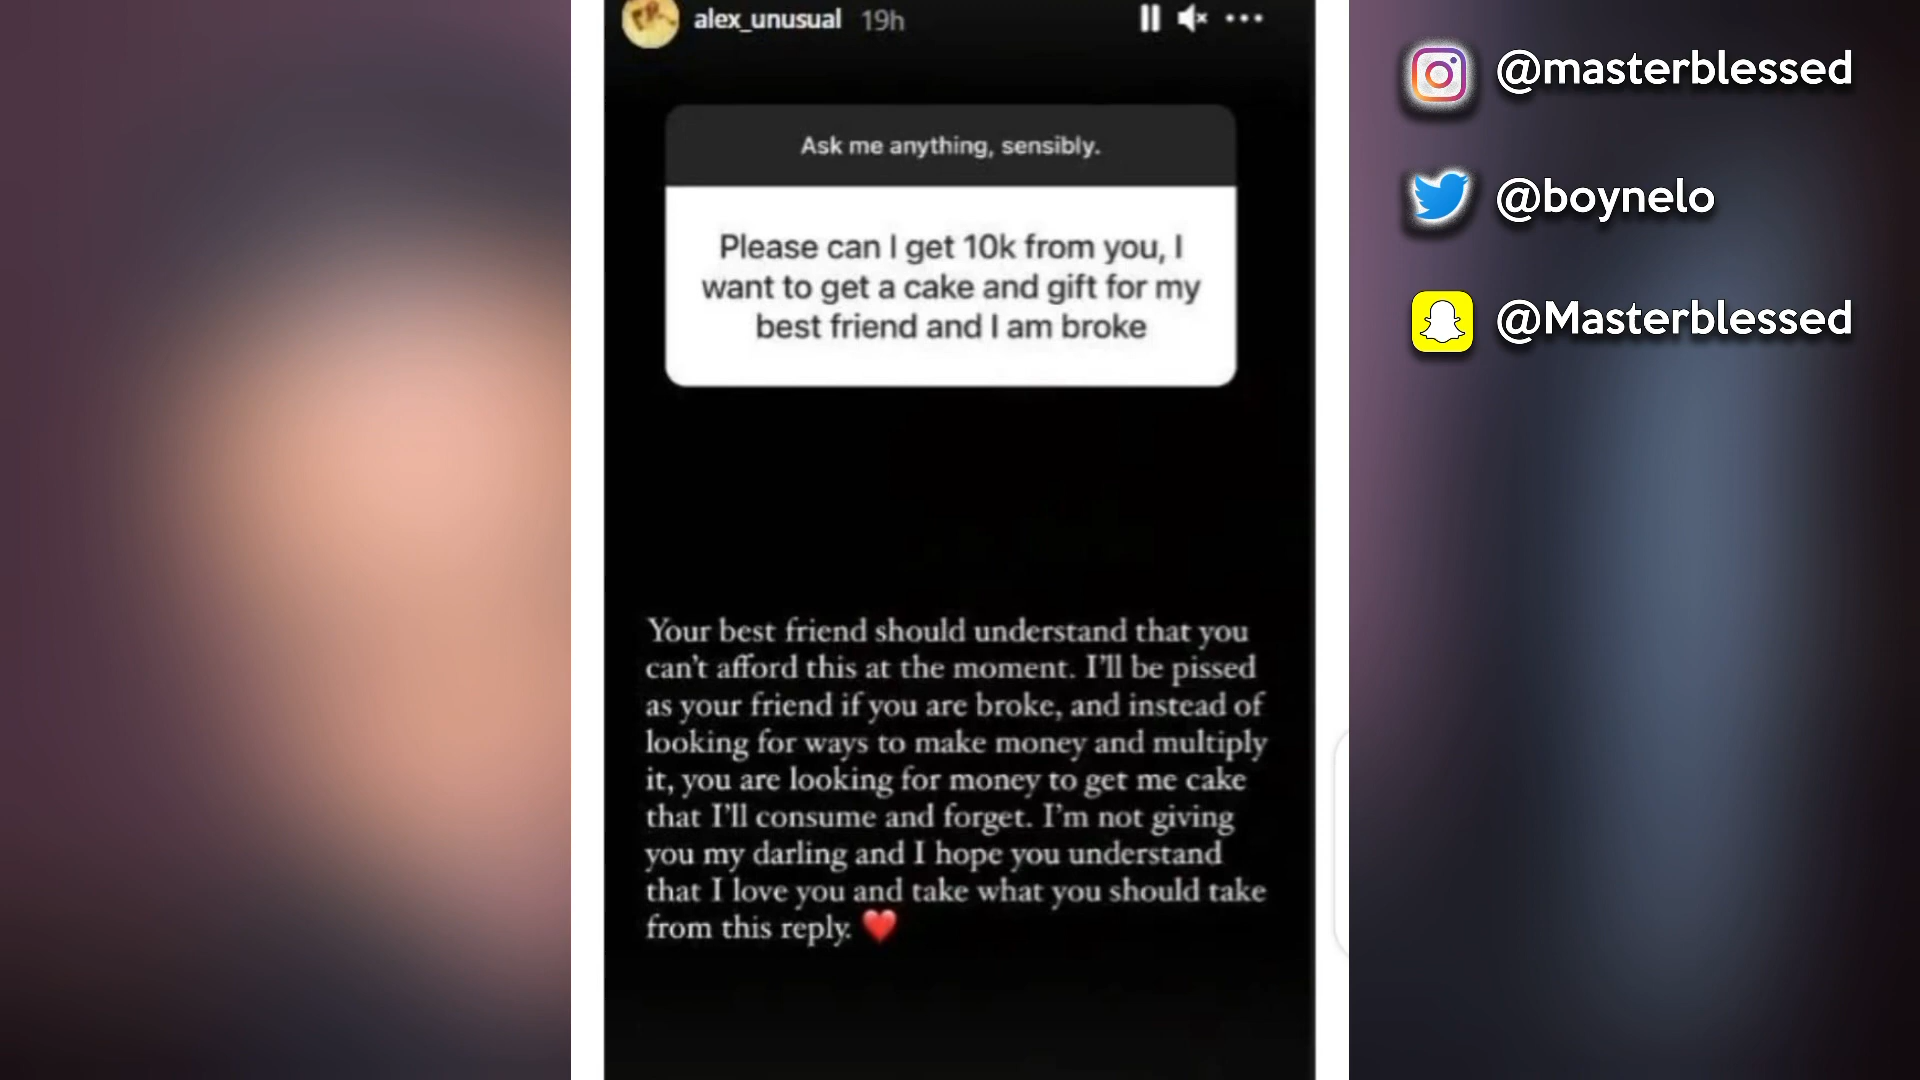 alex_unusual 19h
Ask me anything, sensibly.
Please can I get 10k from you, I
want to get a cake and gift for my
best friend and I am broke
Your best friend should understand that you
can't afford this at the moment. I'll be pissed
as your friend if you are broke, and instead of
looking for ways to make money and multiply
it, you are looking for money to get me cake
that I'll consume and forget. I'm not giving
you my darling and I hope you understand
that I love you and take what you should take
from this reply. ❤️
@masterblessed
@boynelo
@Masterblessed